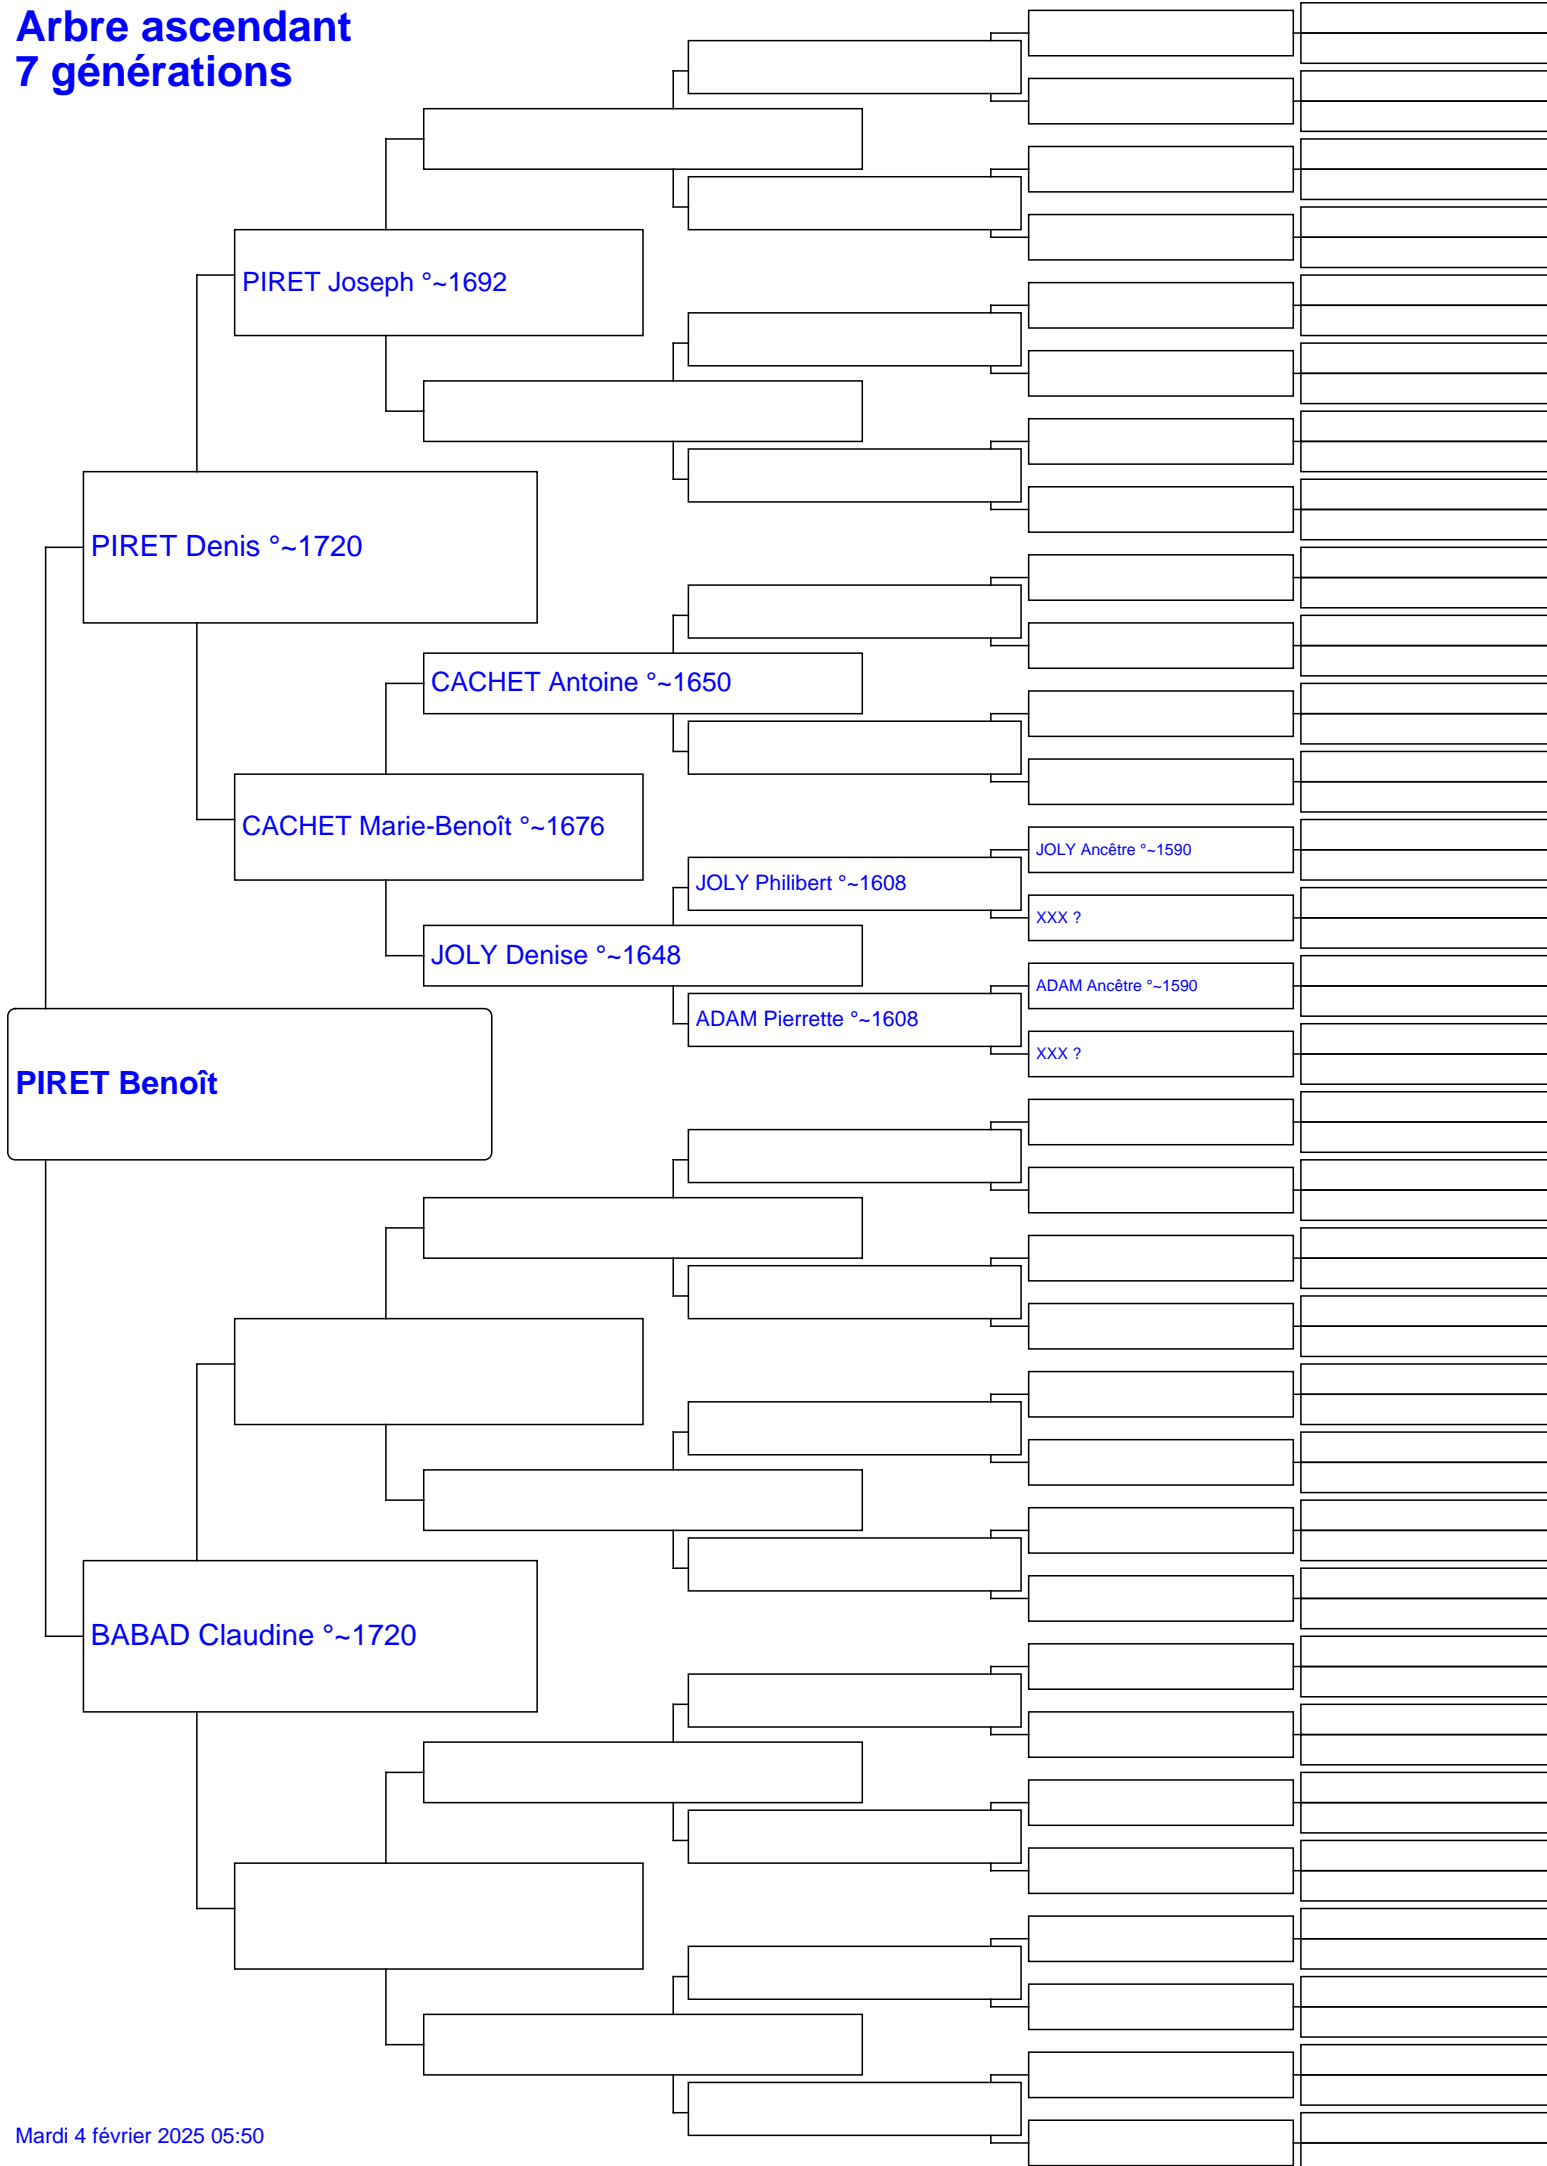 Arbre ascendant
7 générations
PIRET Joseph °~1692
PIRET Denis °~1720
CACHET Antoine °~1650
CACHET Marie-Benoît °~1676
JOLY Ancêtre °~1590
JOLY Philibert °~1608
XXX ?
JOLY Denise °~1648
ADAM Ancêtre °~1590
ADAM Pierrette °~1608
XXX ?
PIRET Benoît
BABAD Claudine °~1720
Mardi 4 février 2025 05:50